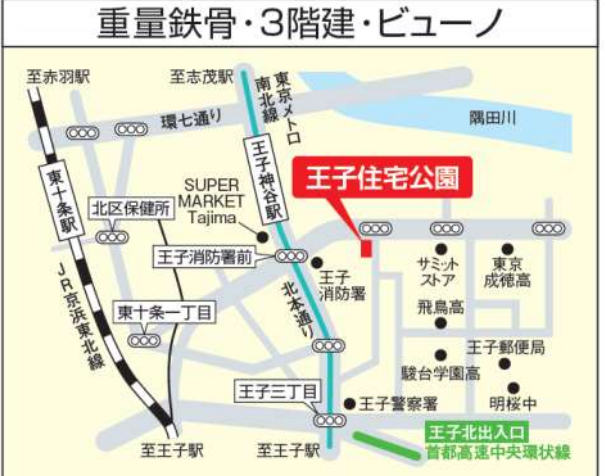 重量鉄骨・3階建・ビューノ
至赤羽駅
至志茂駅
東京メトロ
南北線
環七通り
隅田川
東十条駅
王子神谷駅
王子住宅公園
SUPER
MARKET
Tajima
北区保健所
王子消防署前
王子
消防署
サミット
ストア
東京
成徳高
JR京浜東北線
東十条一丁目
北本通り
飛鳥高
王子郵便局
駿台学園高
王子三丁目
王子警察署
明桜中
至王子駅
至王子駅
王子北出入口
首都高速中央環状線